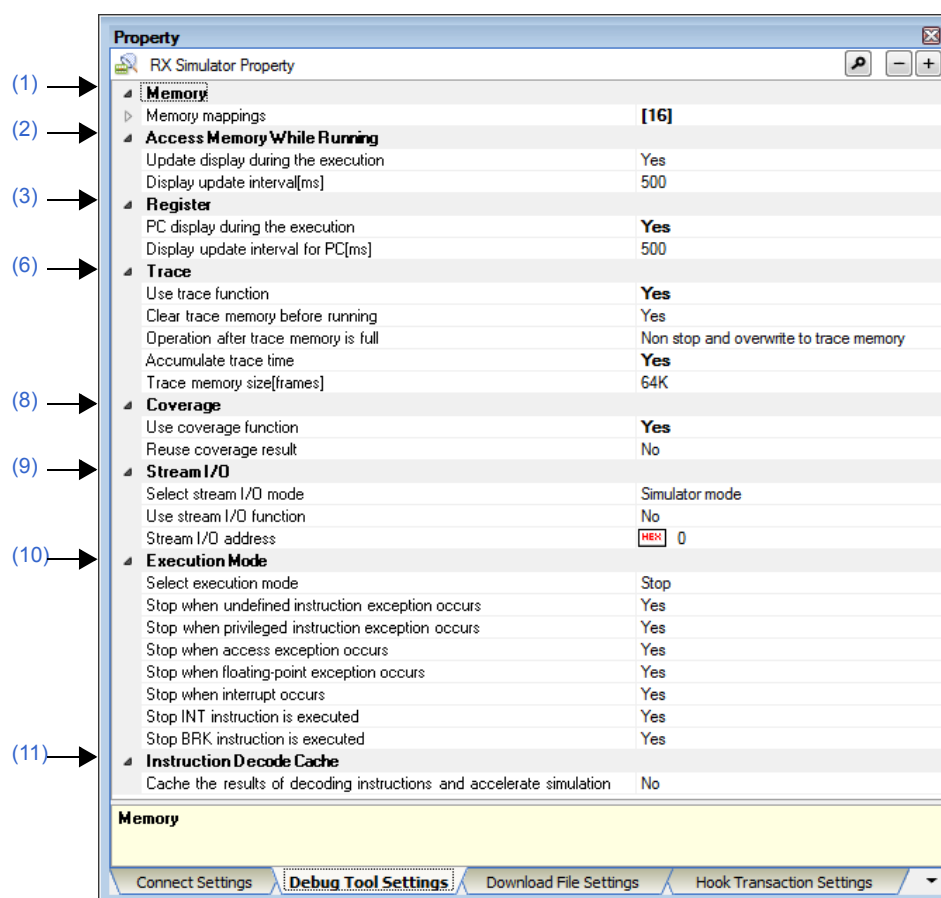 Property
RX Simulator Property
(1) Memory
Memory mappings [16]
(2) Access Memory While Running
Update display during the execution Yes
Display update interval[ms] 500
(3) Register
PC display during the execution Yes
Display update interval for PC[ms] 500
(6) Trace
Use trace function Yes
Clear trace memory before running Yes
Operation after trace memory is full Non stop and overwrite to trace memory
Accumulate trace time Yes
Trace memory size[frames] 64K
(8) Coverage
Use coverage function Yes
Reuse coverage result No
(9) Stream I/O
Select stream I/O mode Simulator mode
Use stream I/O function No
Stream I/O address HEX 0
(10) Execution Mode
Select execution mode Stop
Stop when undefined instruction exception occurs Yes
Stop when privileged instruction exception occurs Yes
Stop when access exception occurs Yes
Stop when floating-point exception occurs Yes
Stop when interrupt occurs Yes
Stop INT instruction is executed Yes
Stop BRK instruction is executed Yes
(11) Instruction Decode Cache
Cache the results of decoding instructions and accelerate simulation No
Memory
Connect Settings Debug Tool Settings Download File Settings Hook Transaction Settings